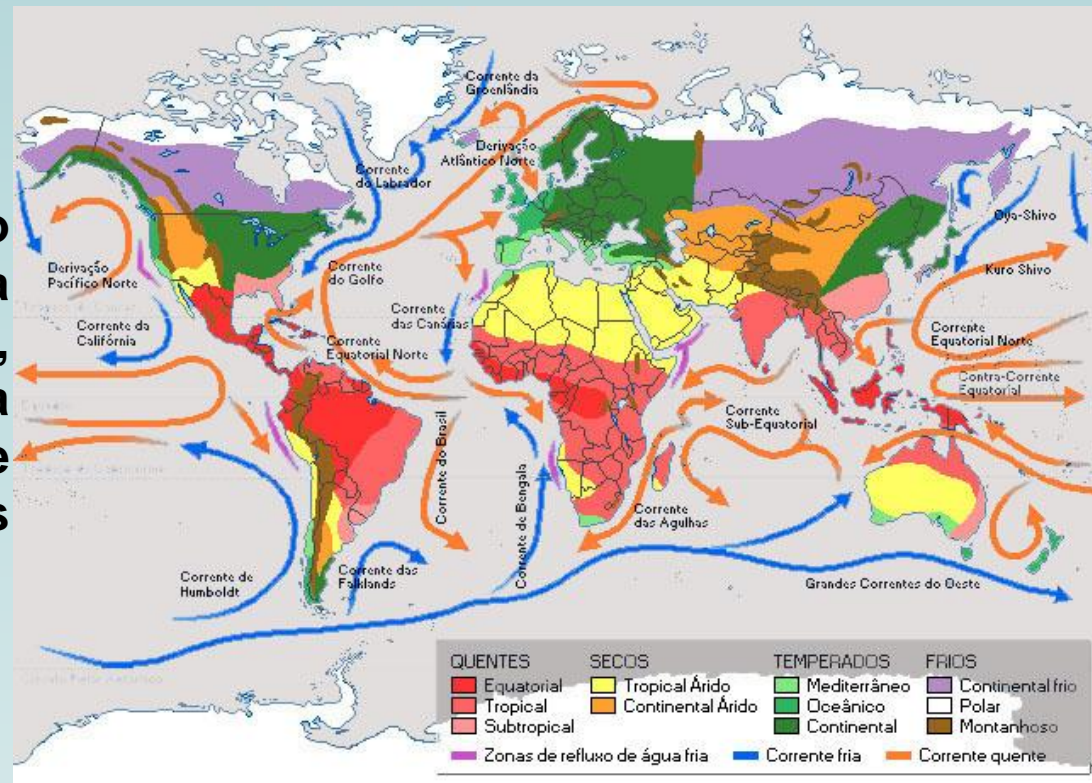 Corrente da
Groenlândia
Derivação
Atlântico Norte
Corrente
do Labrador
Oya-Shivo
Derivação
Pacífico Norte
Corrente
do Golfo
Kuro Shivo
Corrente da
Califórnia
Corrente
das Canárias
Corrente
Equatorial Norte
Corrente
Equatorial Norte
Contra-Corrente
Equatorial
Corrente
Sub-Equatorial
Corrente do Brasil
Corrente de Bengala
Corrente
das Agulhas
Corrente de
Humboldt
Corrente das
Falklands
Grandes Correntes do Oeste
QUENTES SECOS TEMPERADOS FRIOS
Equatorial Tropical Árido Mediterrâneo Continental frio
Tropical Continental Árido Oceânico Polar
Subtropical Continental Montanhoso
Zonas de refluxo de água fria Corrente fria Corrente quente